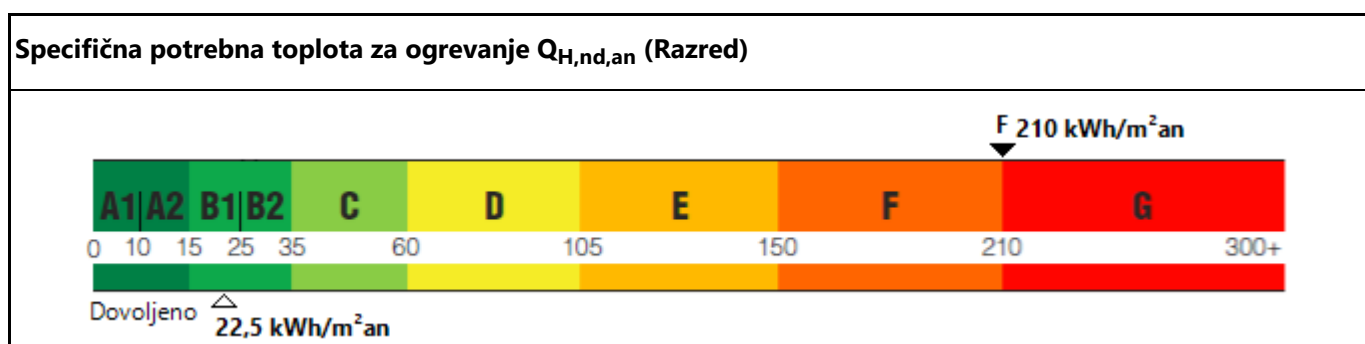 Specifična potrebna toplota za ogrevanje Q_H,nd,an (Razred)
F 210 kWh/m²an
A1 A2 B1 B2 C D E F G
0 10 15 25 35 60 105 150 210 300+
Dovoljeno
22,5 kWh/m²an